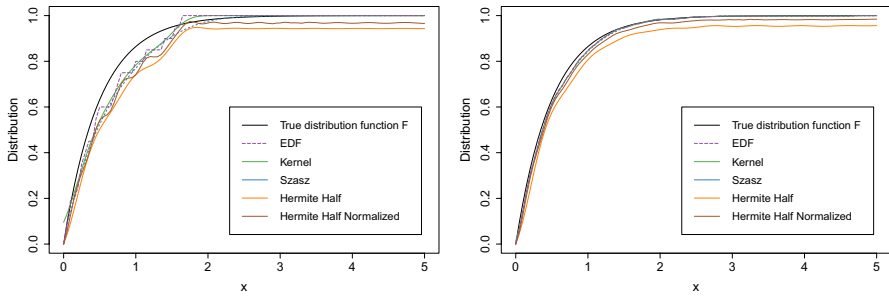 1.0
0.8
0.6
0.4
0.2
0.0
Distribution
0 1 2 3 4 5
x
True distribution function F
EDF
Kernel
Szasz
Hermite Half
Hermite Half Normalized
1.0
0.8
0.6
0.4
0.2
0.0
Distribution
0 1 2 3 4 5
x
True distribution function F
EDF
Kernel
Szasz
Hermite Half
Hermite Half Normalized